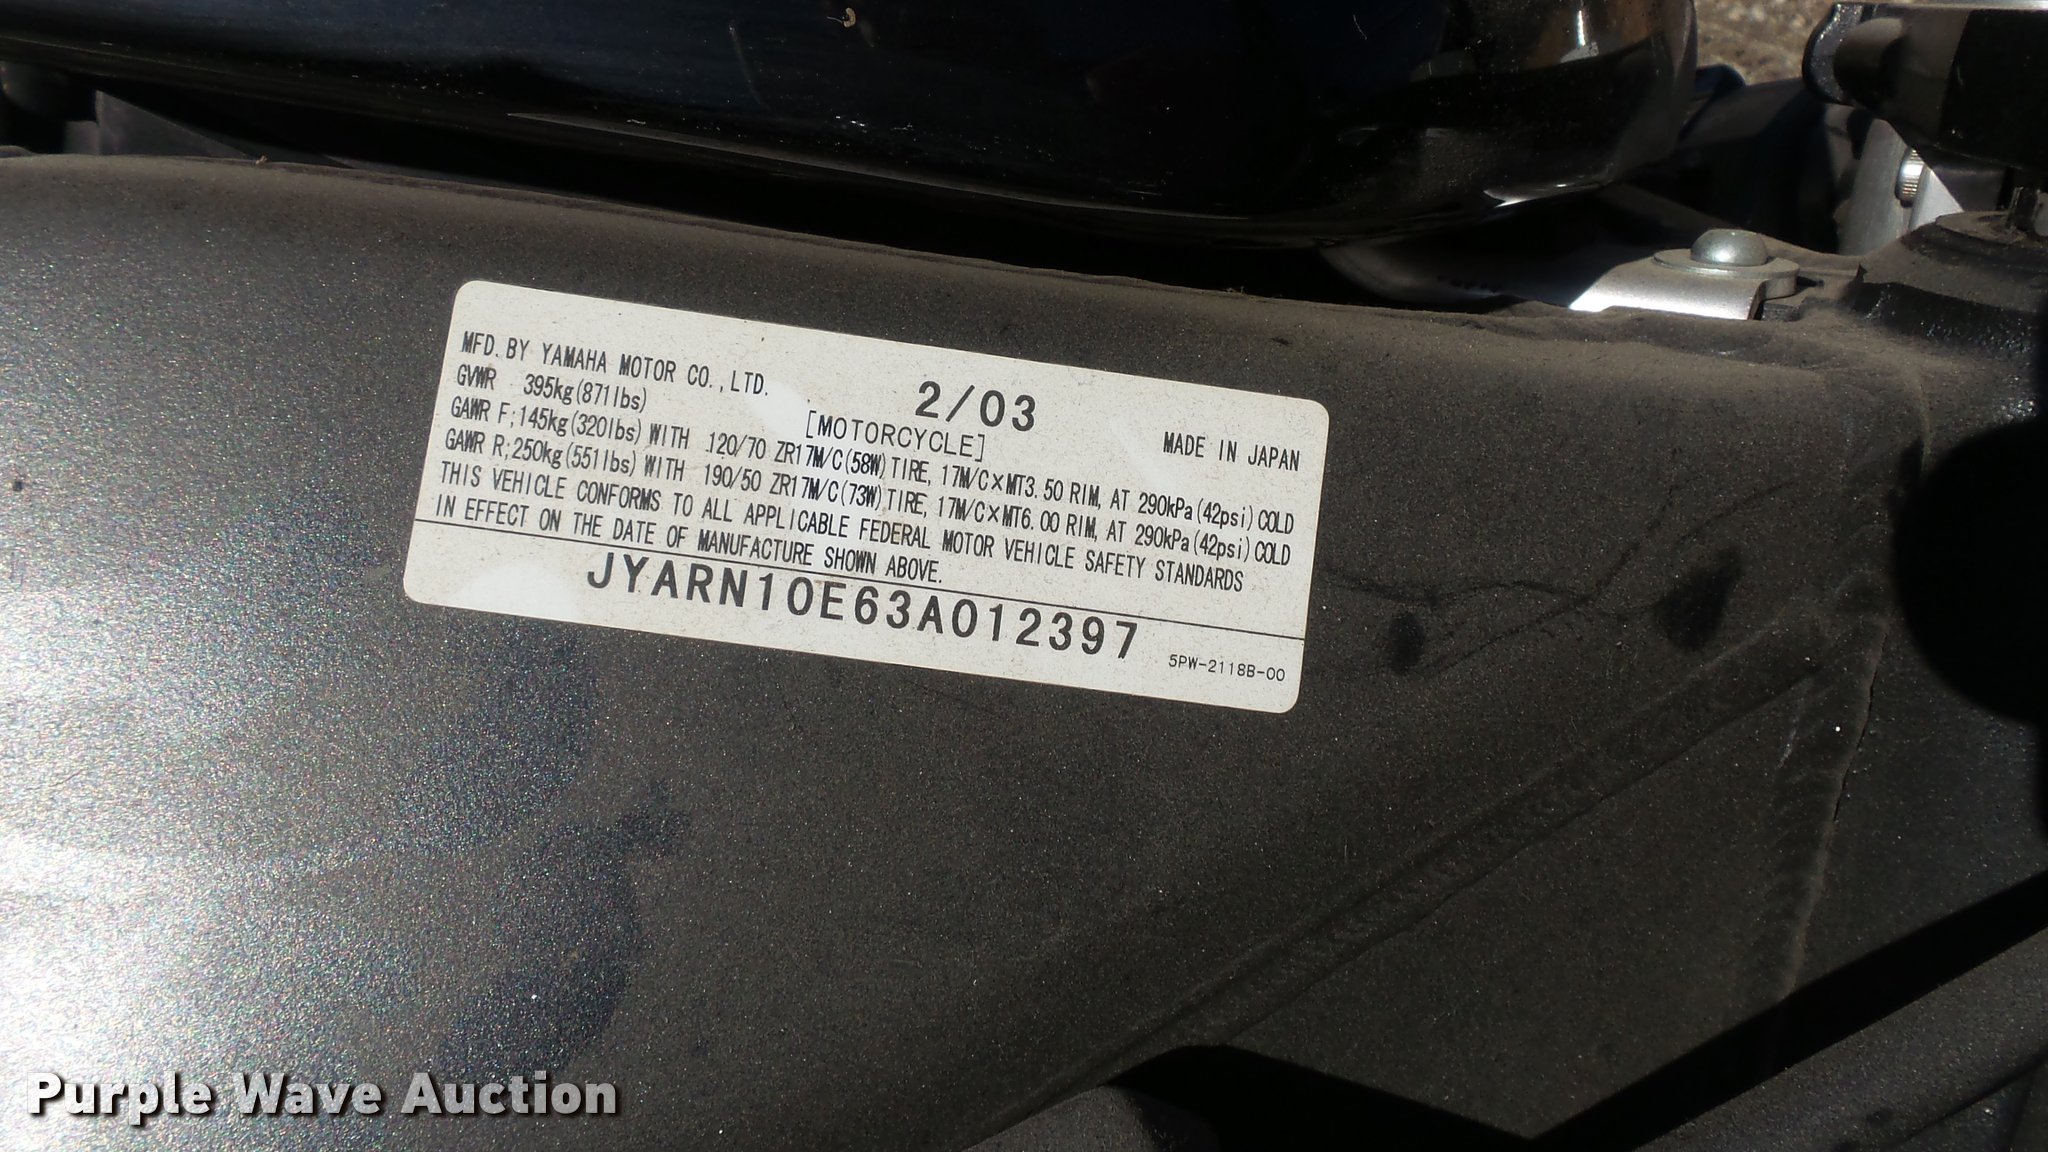 MFD. BY YAMAHA MOTOR CO., LTD. 2/03
GVWR 395kg(871lbs) [MOTORCYCLE] MADE IN JAPAN
GAWR F;145kg(320lbs) WITH 120/70 ZR17M/C(58W)TIRE, 17M/C×MT3.50 RIM, AT 290kPa(42psi)COLD
GAWR R;250kg(551lbs)WITH 190/50 ZR17M/C(73W)TIRE, 17M/C×MT6.00 RIM, AT 290kPa(42psi)COLD
THIS VEHICLE CONFORMS TO ALL APPLICABLE FEDERAL MOTOR VEHICLE SAFETY STANDARDS
IN EFFECT ON THE DATE OF MANUFACTURE SHOWN ABOVE.
JYARN10E63A012397
5PW-2118B-00
Purple Wave Auction